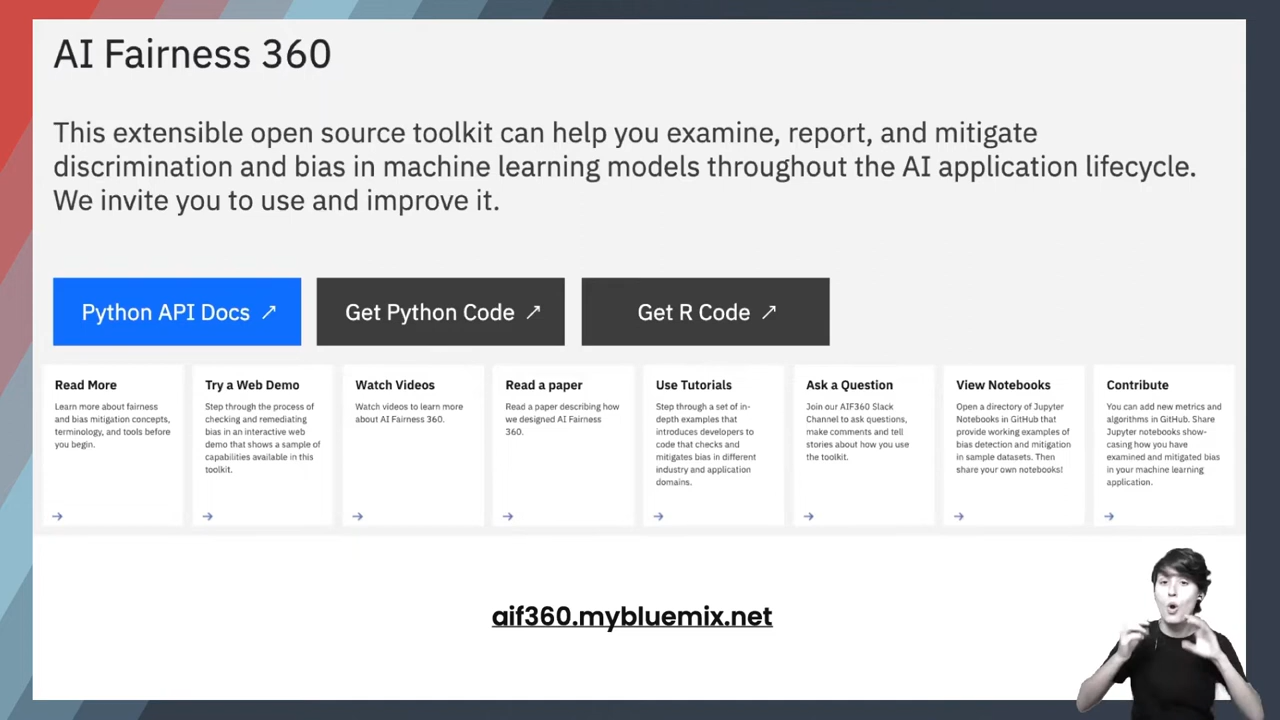 AI Fairness 360
This extensible open source toolkit can help you examine, report, and mitigate
discrimination and bias in machine learning models throughout the AI application lifecycle.
We invite you to use and improve it.
Python API Docs ↗
Get Python Code ↗
Get R Code ↗
Read More
Learn more about fairness
and bias mitigation concepts,
terminology, and tools before
you begin.
→
Try a Web Demo
Step through the process of
checking and remediating
bias in an interactive web
demo that shows a sample of
capabilities available in this
toolkit.
→
Watch Videos
Watch videos to learn more
about AI Fairness 360.
→
Read a paper
Read a paper describing how
we designed AI Fairness
360.
→
Use Tutorials
Step through a set of in-
depth examples that
introduces developers to
code that checks and
mitigates bias in different
industry and application
domains.
→
Ask a Question
Join our AIF360 Slack
Channel to ask questions,
make comments and tell
stories about how you use
the toolkit.
→
View Notebooks
Open a directory of Jupyter
Notebooks in GitHub that
provide working examples of
bias detection and mitigation
in sample datasets. Then
share your own notebooks!
→
Contribute
You can add new metrics and
algorithms in GitHub. Share
Jupyter notebooks show-
casing how you have
examined and mitigated bias
in your machine learning
application.
→
aif360.mybluemix.net